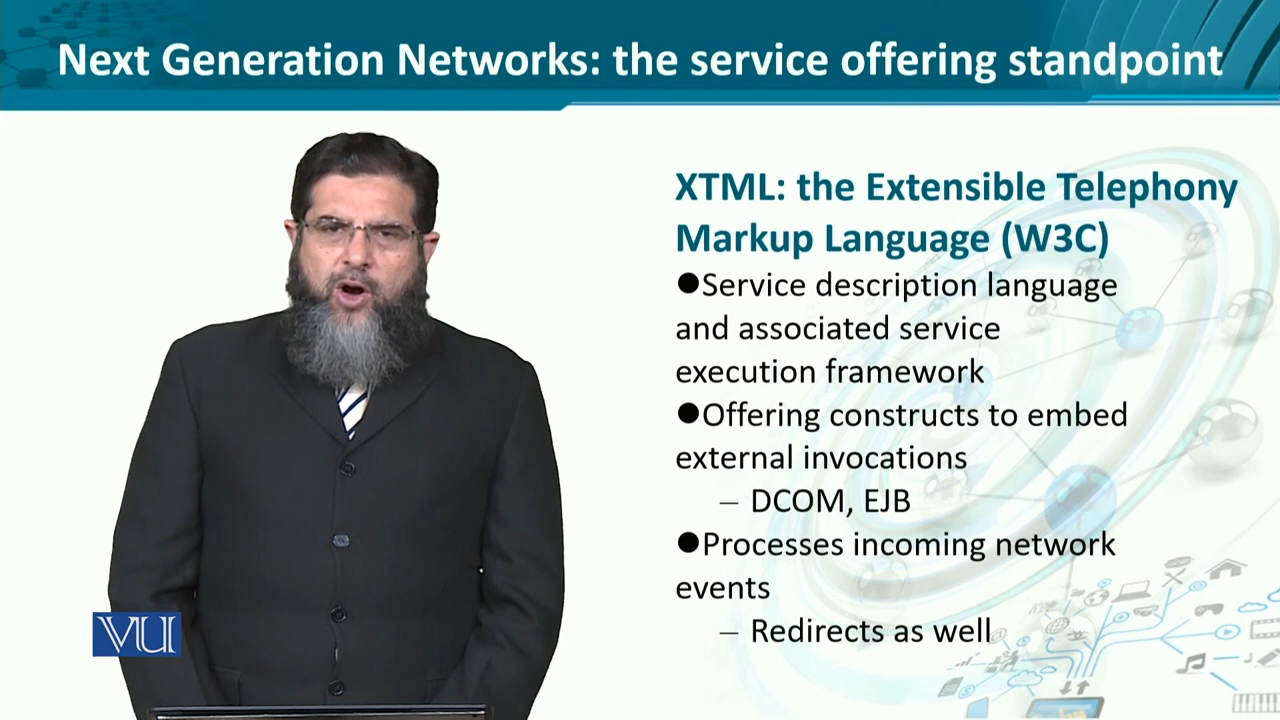 Next Generation Networks: the service offering standpoint
XTML: the Extensible Telephony
Markup Language (W3C)
●Service description language
and associated service
execution framework
●Offering constructs to embed
external invocations
– DCOM, EJB
●Processes incoming network
events
– Redirects as well
VU